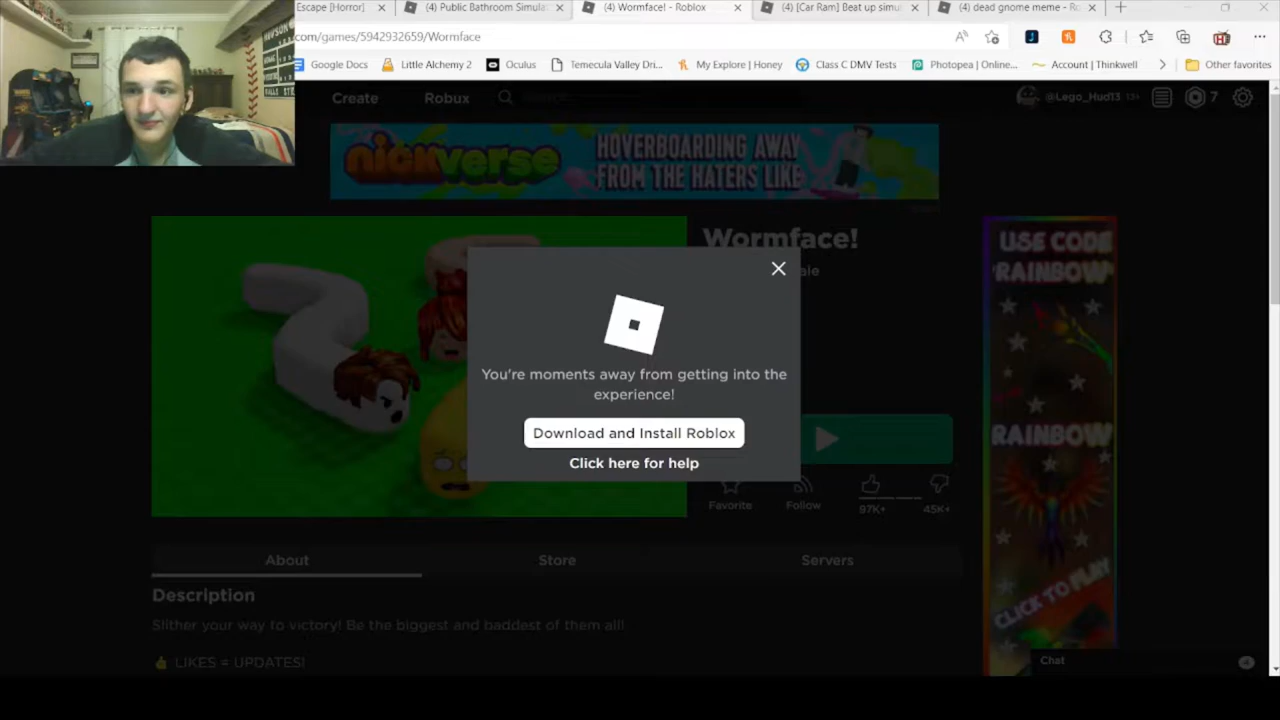 Escape [Horror]
(4) Public Bathroom Simula
(4) Wormface! - Roblox
(4) [Car Ram] Beat up simu
(4) dead gnome meme - Ro
com/games/5942932659/Wormface
Google Docs
Little Alchemy 2
Oculus
Temecula Valley Dri...
My Explore | Honey
Class C DMV Tests
Photopea | Online...
Account | Thinkwell
Other favorites
Create
Robux
@Lego_Hud13 13+
7
nickverse
HOVERBOARDING AWAY
FROM THE HATERS LIKE
Wormface!
ale
You're moments away from getting into the
experience!
Download and Install Roblox
Click here for help
Favorite
Follow
97K+
45K+
USE CODE
'RAINBOW'
RAINBOW
CLICK TO PLAY
About
Store
Servers
Description
Slither your way to victory! Be the biggest and baddest of them all!
👍 LIKES = UPDATES!
Chat
4